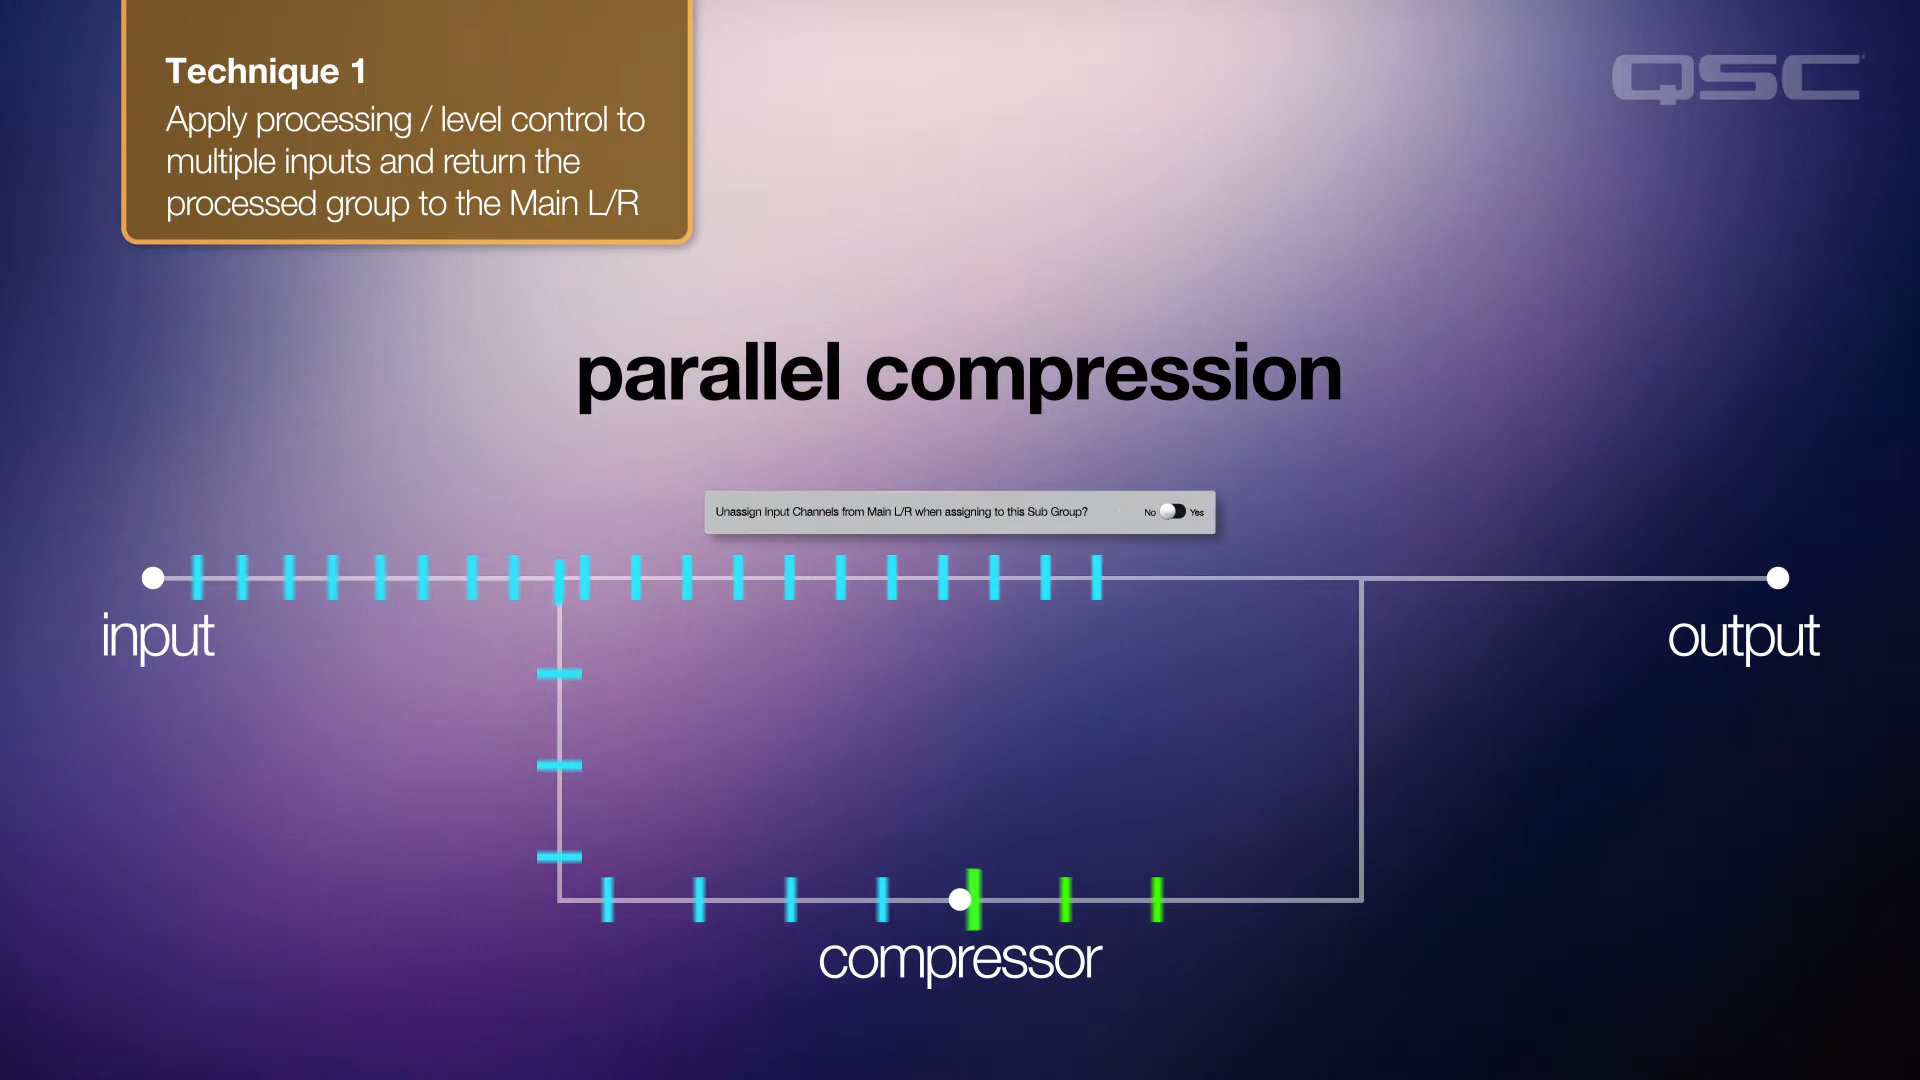 Technique 1
Apply processing / level control to
multiple inputs and return the
processed group to the Main L/R
QSC
parallel compression
Unassign Input Channels from Main L/R when assigning to this Sub Group?
No Yes
input
output
compressor